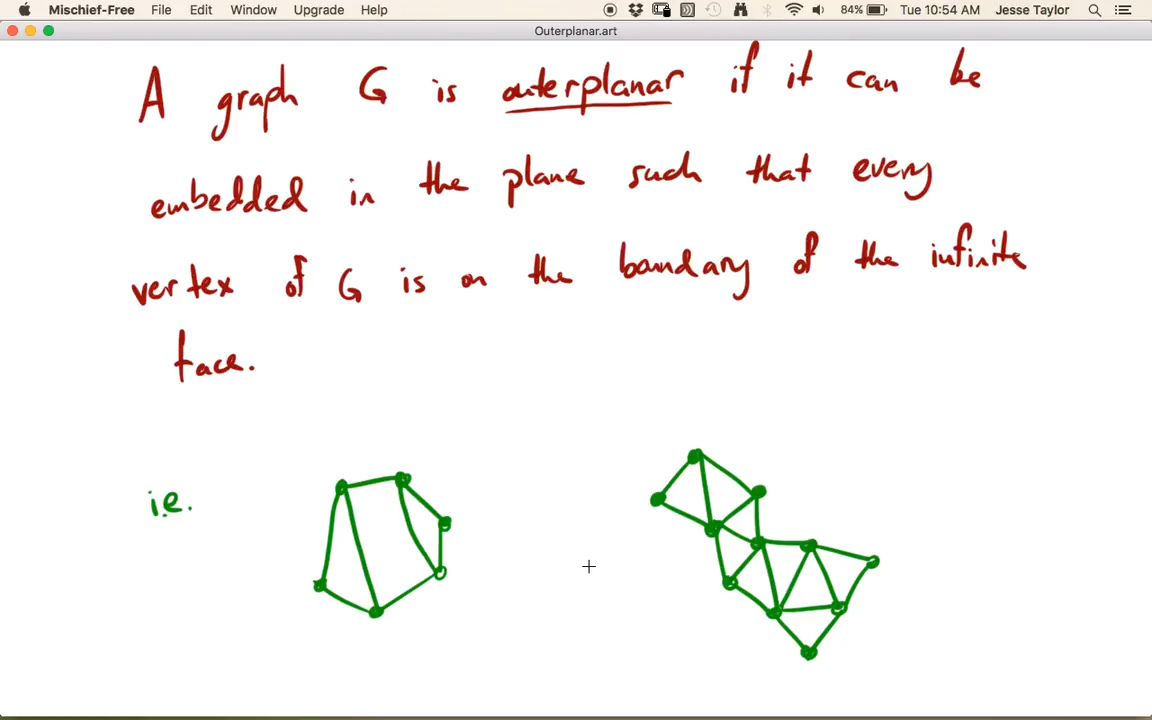 Mischief-Free File Edit Window Upgrade Help 84% Tue 10:54 AM Jesse Taylor
Outerplanar.art
A graph G is outerplanar if it can be
embedded in the plane such that every
vertex of G is on the boundary of the infinite
face.
i.e.